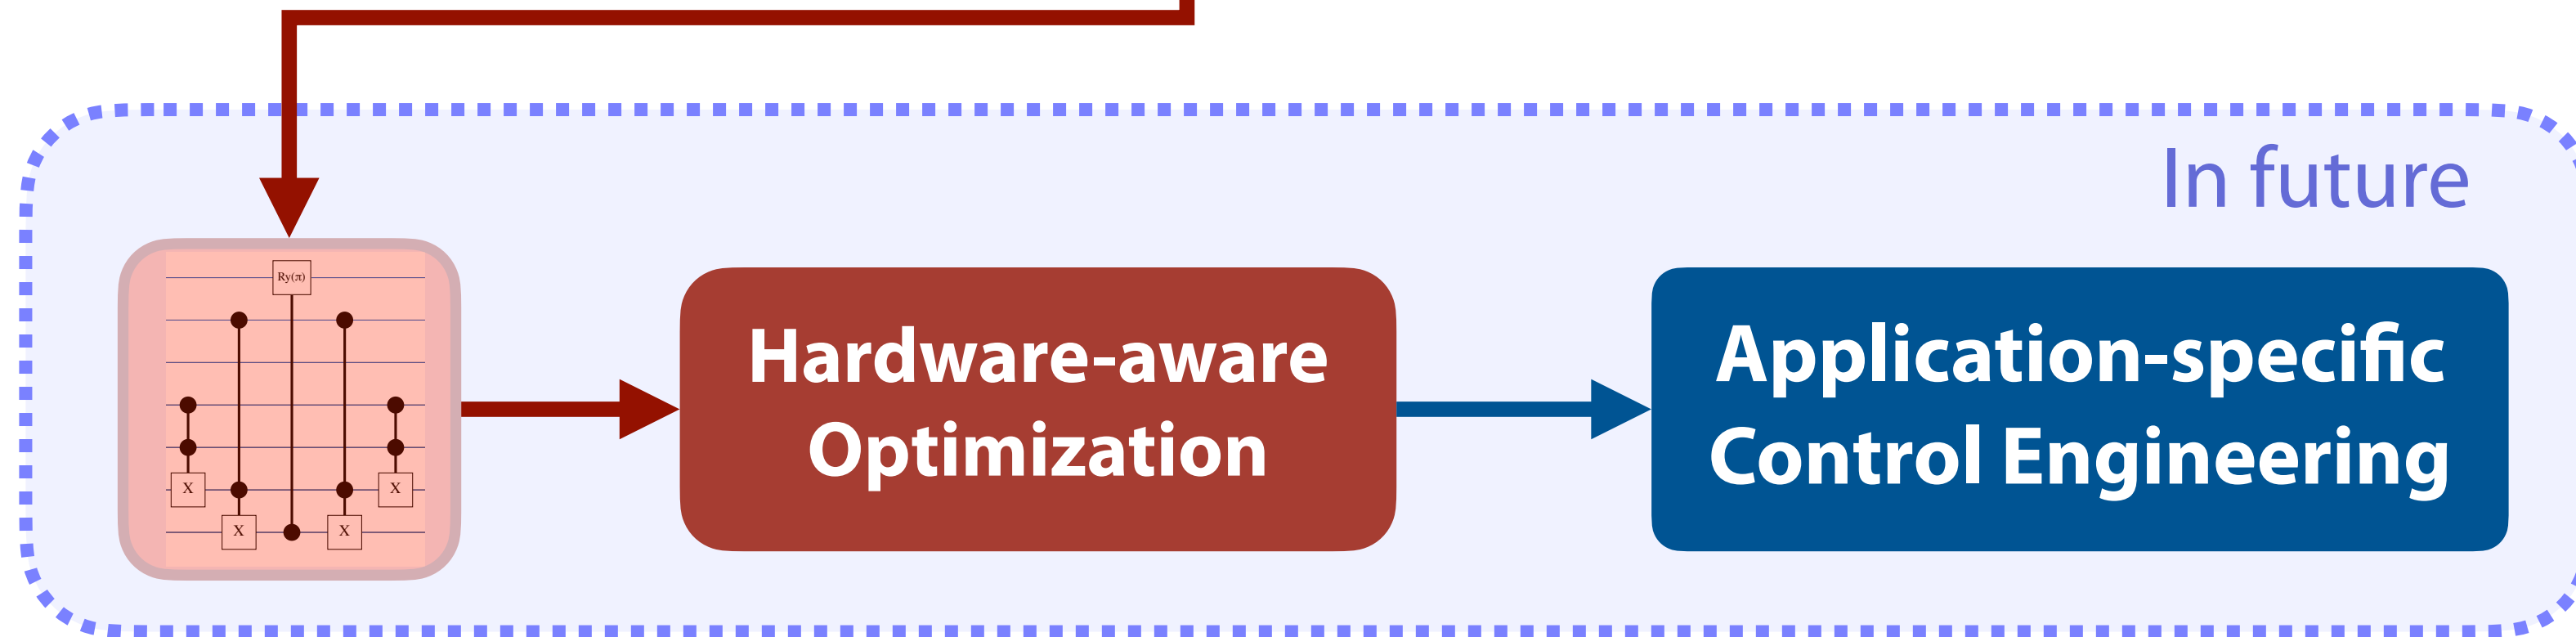 In future
Ry(π)
X
X
X
X
Hardware-aware
Optimization
Application-specific
Control Engineering